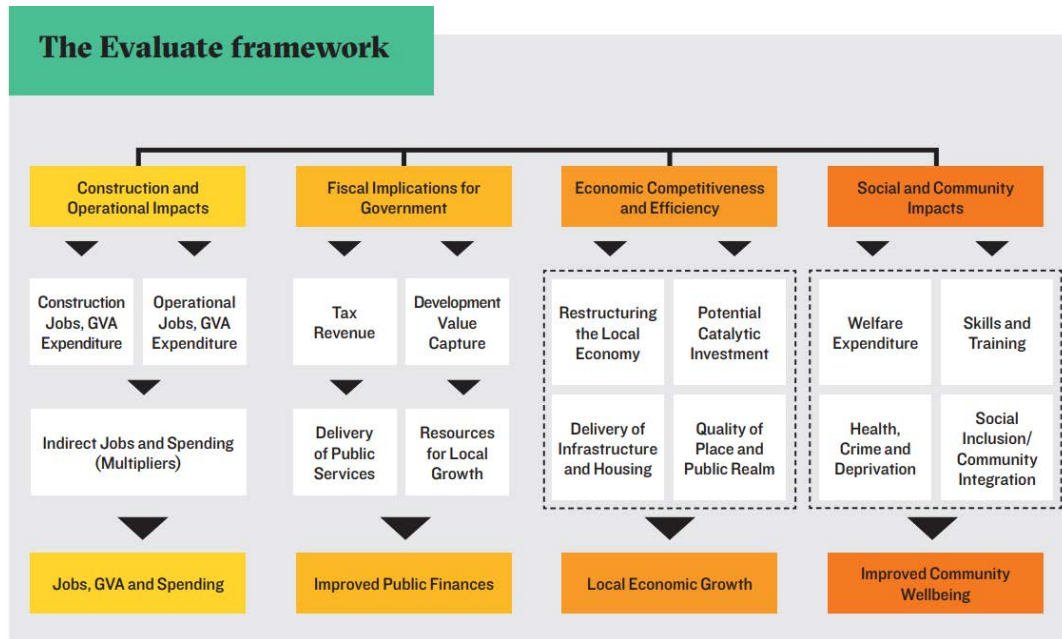 The Evaluate framework
Construction and
Operational Impacts
Fiscal Implications for
Government
Economic Competitiveness
and Efficiency
Social and Community
Impacts
Construction
Jobs, GVA
Expenditure
Operational
Jobs, GVA
Expenditure
Tax
Revenue
Development
Value
Capture
Restructuring
the Local
Economy
Potential
Catalytic
Investment
Welfare
Expenditure
Skills and
Training
Indirect Jobs and Spending
(Multipliers)
Delivery
of Public
Services
Resources
for Local
Growth
Delivery of
Infrastructure
and Housing
Quality of
Place and
Public Realm
Health,
Crime and
Deprivation
Social
Inclusion/
Community
Integration
Jobs, GVA and Spending
Improved Public Finances
Local Economic Growth
Improved Community
Wellbeing